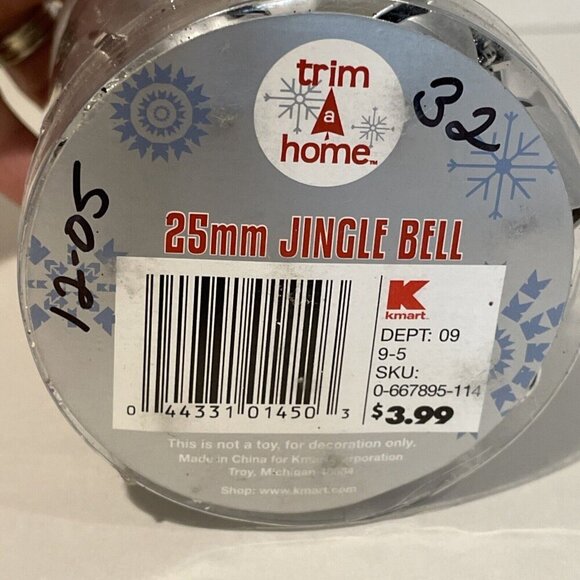 trim
a
home™
32
12-05
25mm JINGLE BELL
K
kmart
DEPT: 09
9-5
SKU:
0-667895-114
$3.99
0 44331 01450 3
This is not a toy, for decoration only.
Made in China for Kmart Corporation
Troy, Michigan 48084
Shop: www.kmart.com